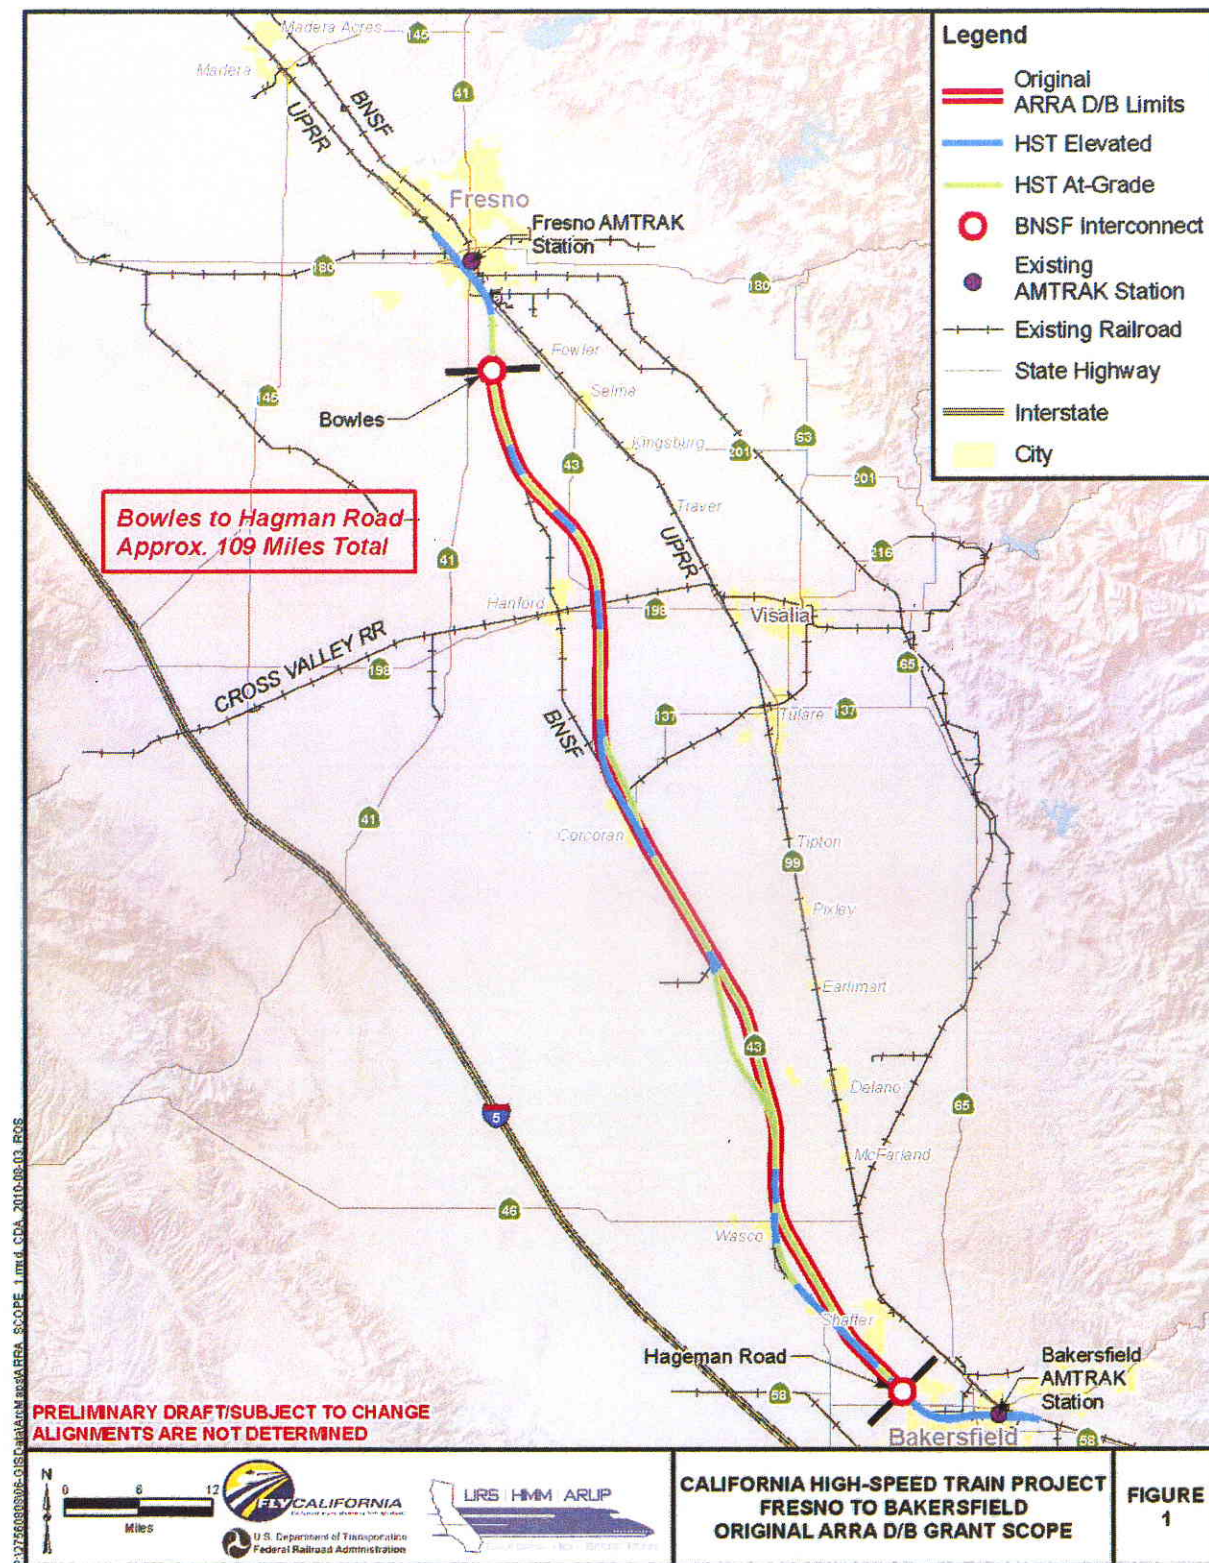 Legend
Original
ARRA D/B Limits
HST Elevated
HST At-Grade
BNSF Interconnect
Existing
AMTRAK Station
Existing Railroad
State Highway
Interstate
City
Madera Acres
145
Madera
41
BNSF
UPRR
Fresno
Fresno AMTRAK
Station
180
180
Fowler
Bowles
145
Selma
Kingsburg
63
43
201
201
Bowles to Hagman Road
Approx. 109 Miles Total
Traver
41
UPRR
216
Hanford
198
Visalia
CROSS VALLEY RR
198
65
BNSF
137
Tulare
137
41
Corcoran
Tipton
99
Pixley
Earlimart
43
5
Delano
65
McFarland
46
Wasco
Shafter
Hageman Road
Bakersfield
AMTRAK
Station
58
Bakersfield
58
PRELIMINARY DRAFT/SUBJECT TO CHANGE
ALIGNMENTS ARE NOT DETERMINED
N
0 6 12
Miles
FLYCALIFORNIA
U.S. Department of Transportation
Federal Railroad Administration
URS HMM ARUP
CALIFORNIA HIGH-SPEED TRAIN PROJECT
FRESNO TO BAKERSFIELD
ORIGINAL ARRA D/B GRANT SCOPE
FIGURE
1